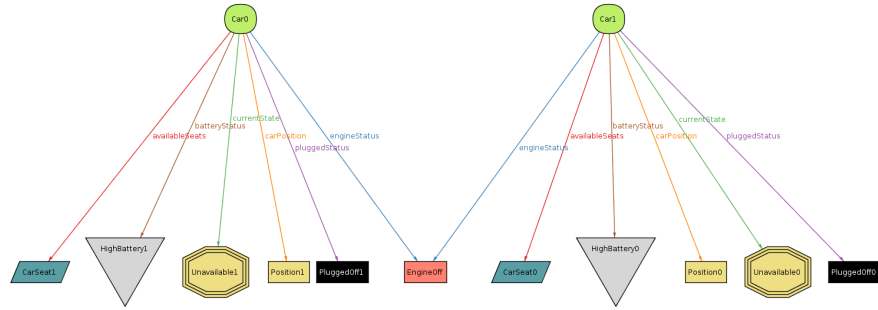 Car0
Car1
currentState
currentState
batteryStatus
batteryStatus
availableSeats
carPosition
engineStatus
availableSeats
carPosition
pluggedStatus
engineStatus
pluggedStatus
HighBattery1
HighBattery0
CarSeat1
Unavailable1
Position1
PluggedOff1
EngineOff
CarSeat0
Position0
Unavailable0
PluggedOff0